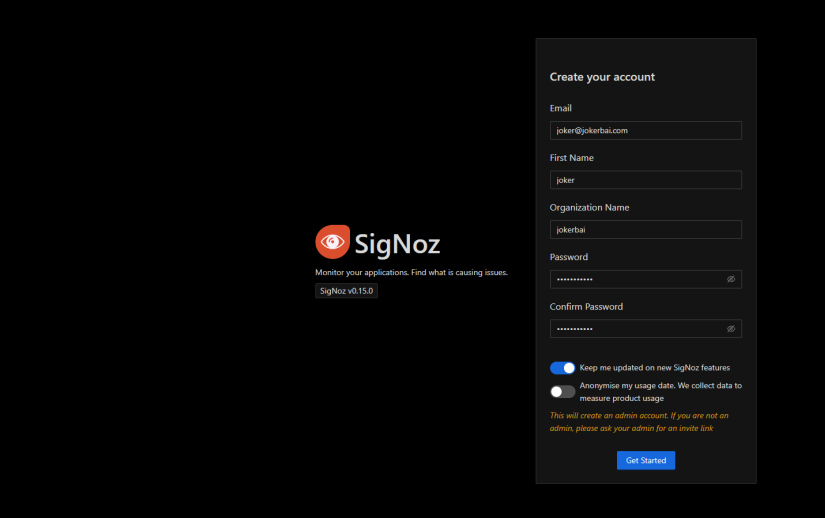 SigNoz
Monitor your applications. Find what is causing issues.
SigNoz v0.15.0
Create your account
Email
joker@jokerbai.com
First Name
joker
Organization Name
jokerbai
Password
•••••••••••
Confirm Password
•••••••••••
Keep me updated on new SigNoz features
Anonymise my usage date. We collect data to
measure product usage
This will create an admin account. If you are not an
admin, please ask your admin for an invite link
Get Started